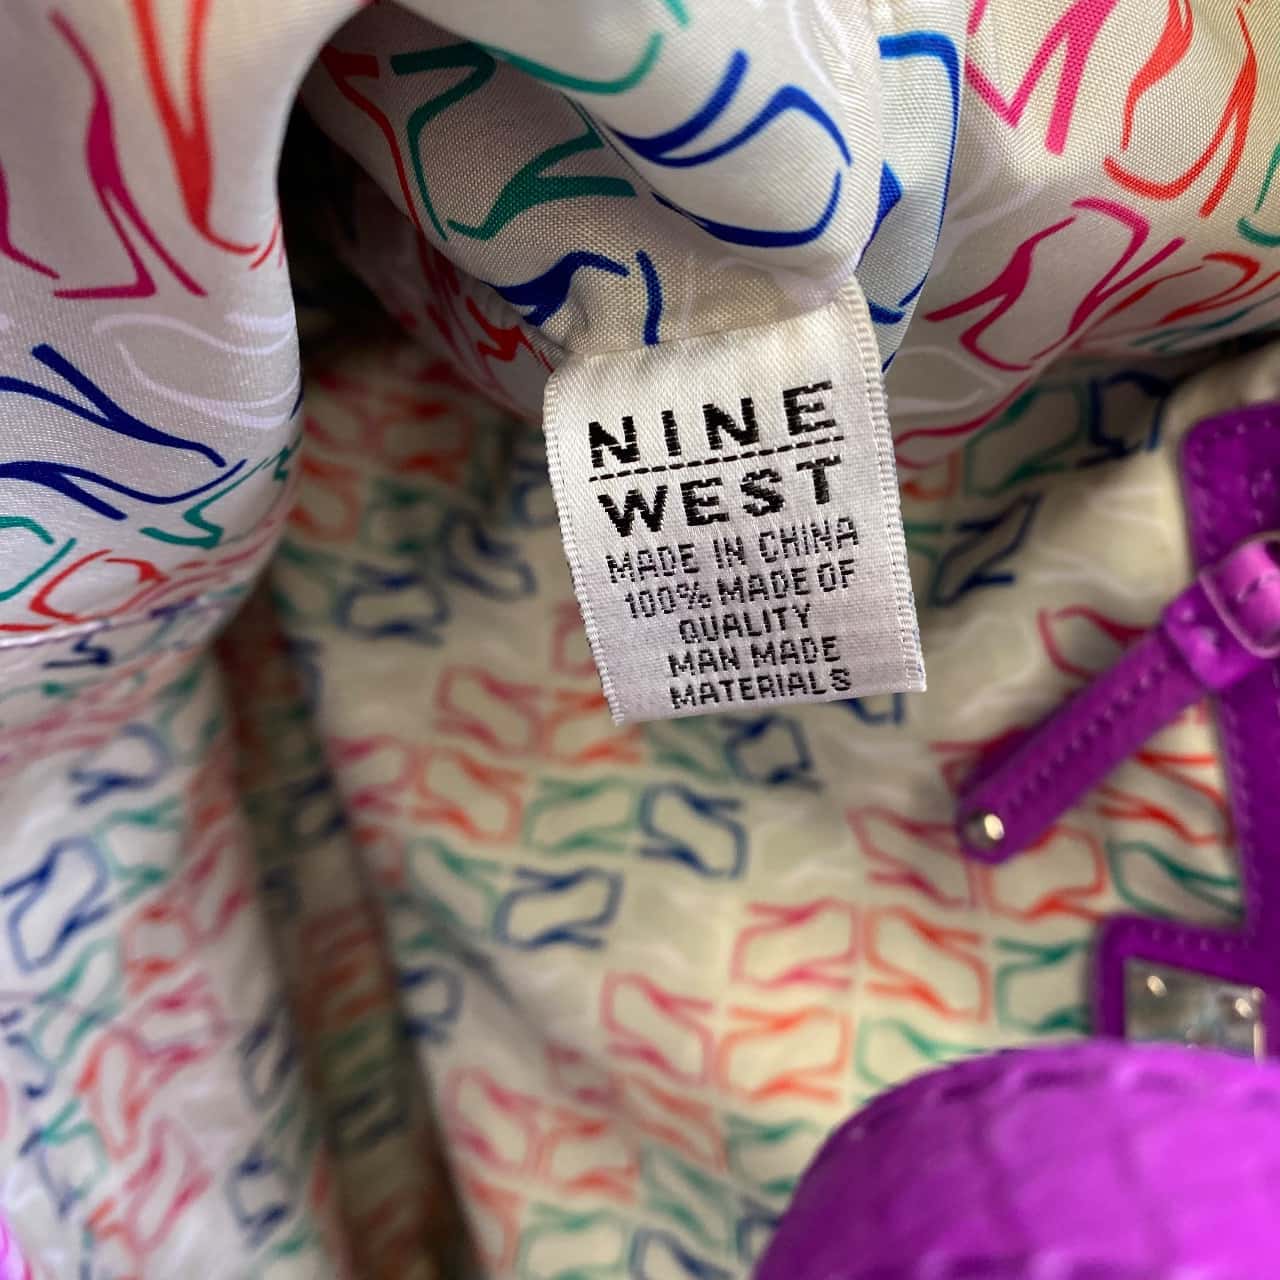 NINE
WEST
MADE IN CHINA
100% MADE OF
QUALITY
MAN MADE
MATERIALS